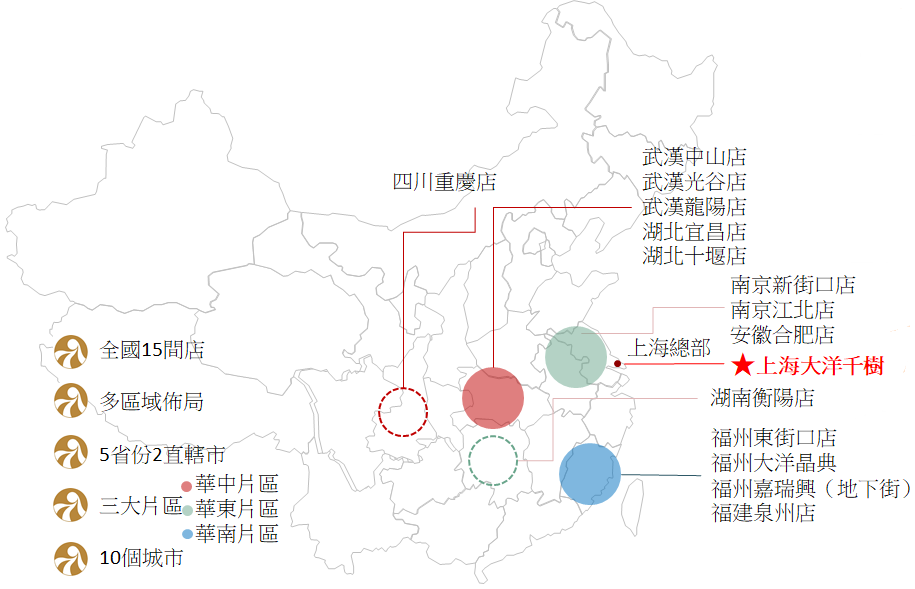 四川重慶店
武漢中山店
武漢光谷店
武漢龍陽店
湖北宜昌店
湖北十堰店
南京新街口店
南京江北店
安徽合肥店
上海總部
★上海大洋千樹
湖南衡陽店
福州東街口店
福州大洋晶典
福州嘉瑞興（地下街）
福建泉州店
全國15間店
多區域佈局
5省份2直轄市
三大片區
華中片區
華東片區
華南片區
10個城市